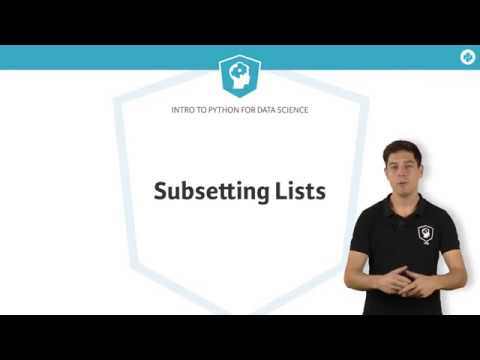 INTRO TO PYTHON FOR DATA SCIENCE
Subsetting Lists